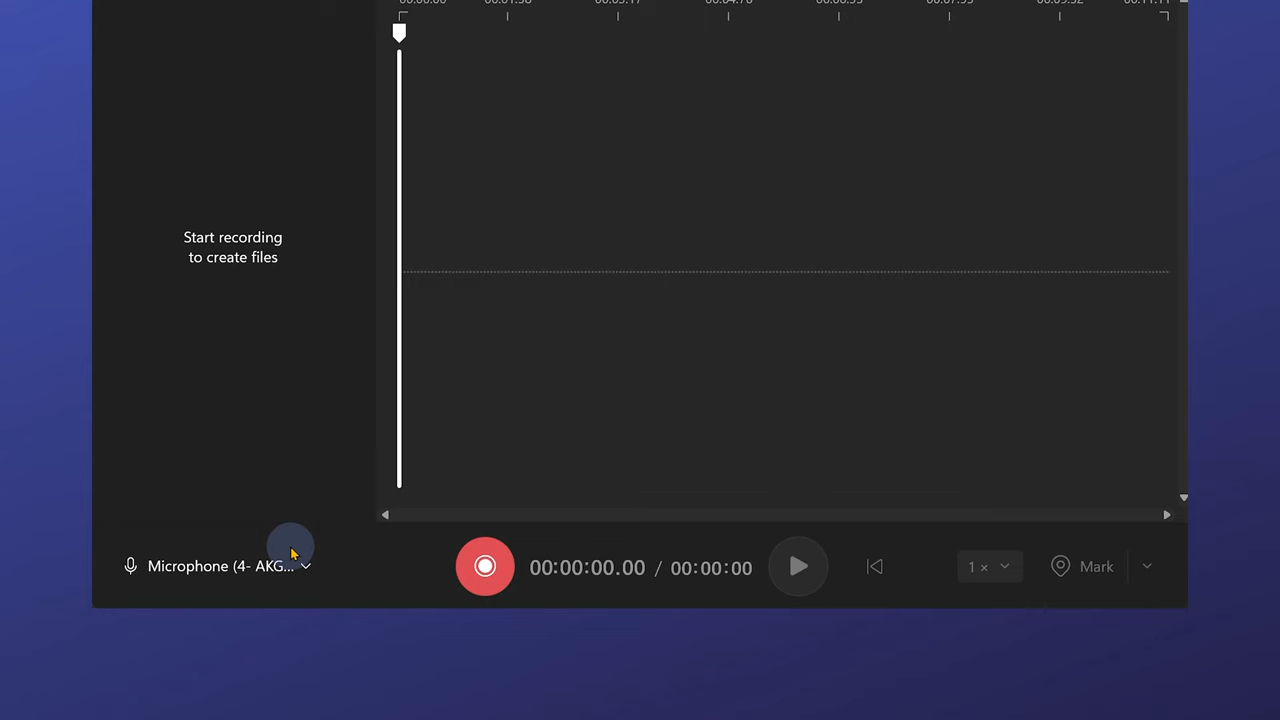 Start recording
to create files
Microphone (4- AKG...
00:00:00.00 / 00:00:00
1 ×
Mark